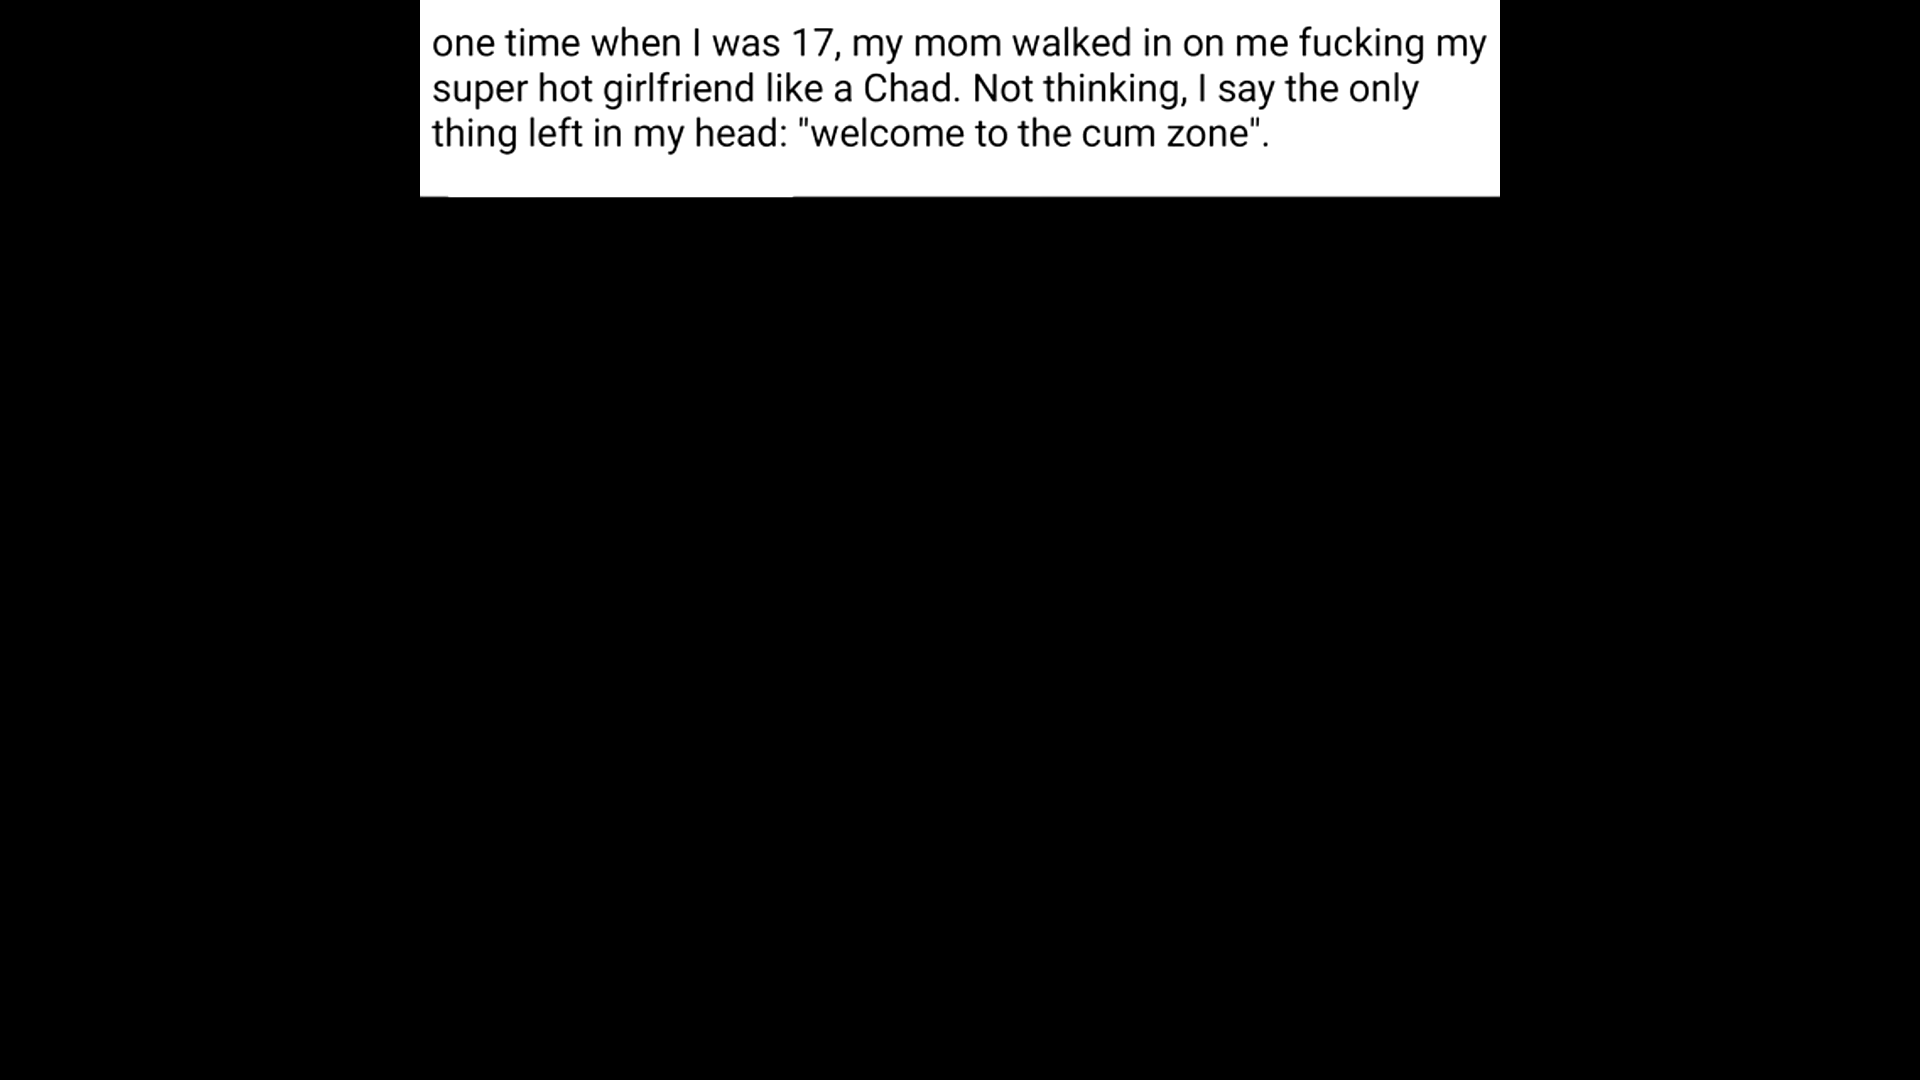 one time when I was 17, my mom walked in on me fucking my
super hot girlfriend like a Chad. Not thinking, I say the only
thing left in my head: "welcome to the cum zone".